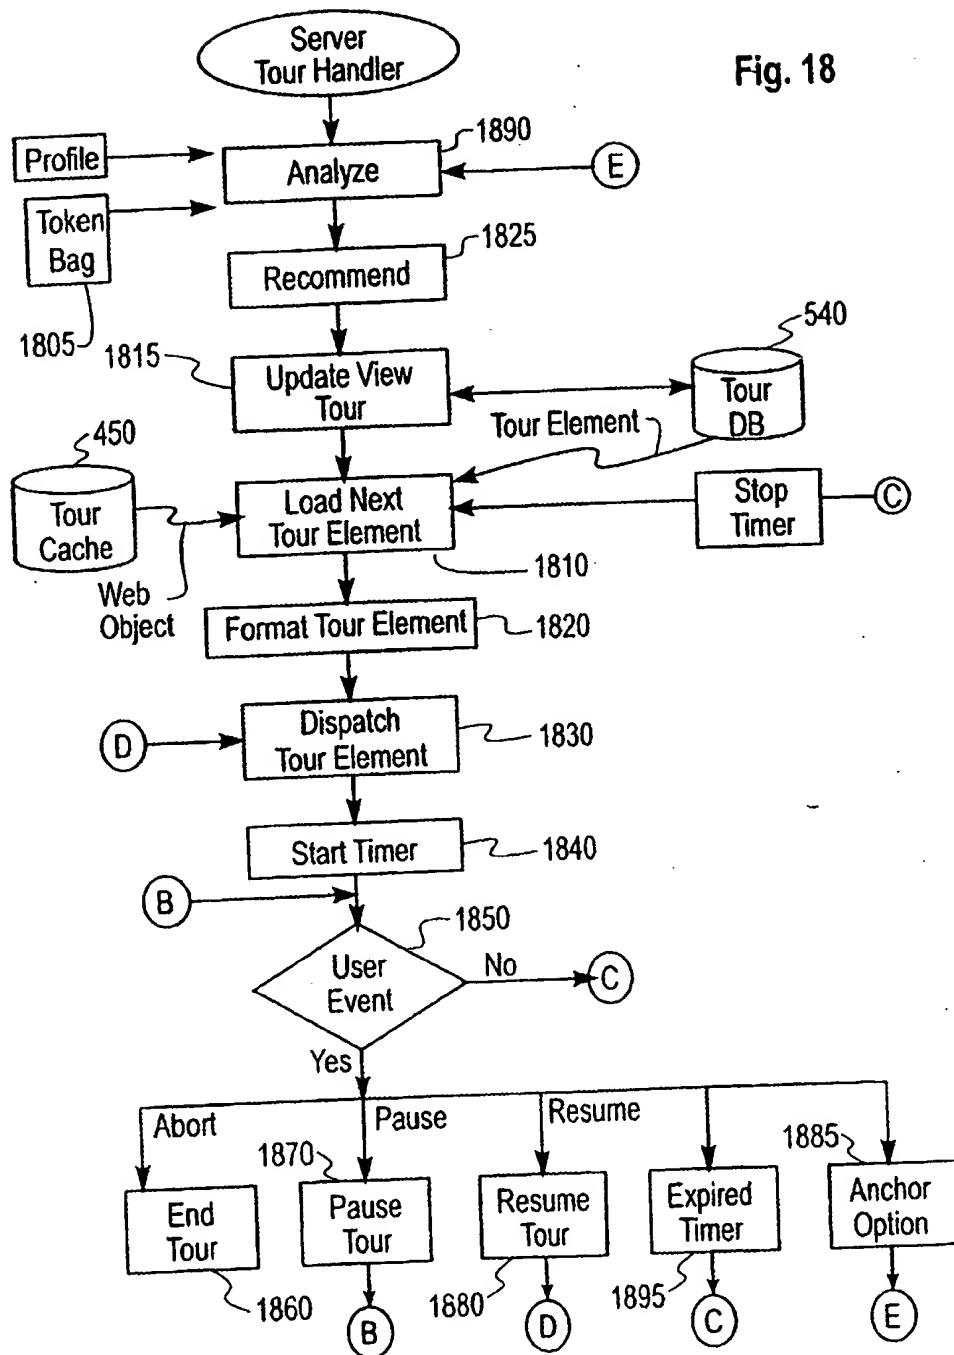 Server
Tour Handler
Fig. 18
1890
Profile
Analyze
E
Token
Bag
1825
Recommend
1805
1815
540
Update View
Tour
Tour
DB
Tour Element
450
Tour
Cache
Load Next
Tour Element
Stop
Timer
C
Web
Object
1810
Format Tour Element
1820
D
Dispatch
Tour Element
1830
Start Timer
1840
B
1850
User
Event
No
C
Yes
Abort
Pause
Resume
1870
1885
End
Tour
Pause
Tour
Resume
Tour
Expired
Timer
Anchor
Option
1860
1880
1895
B
D
C
E